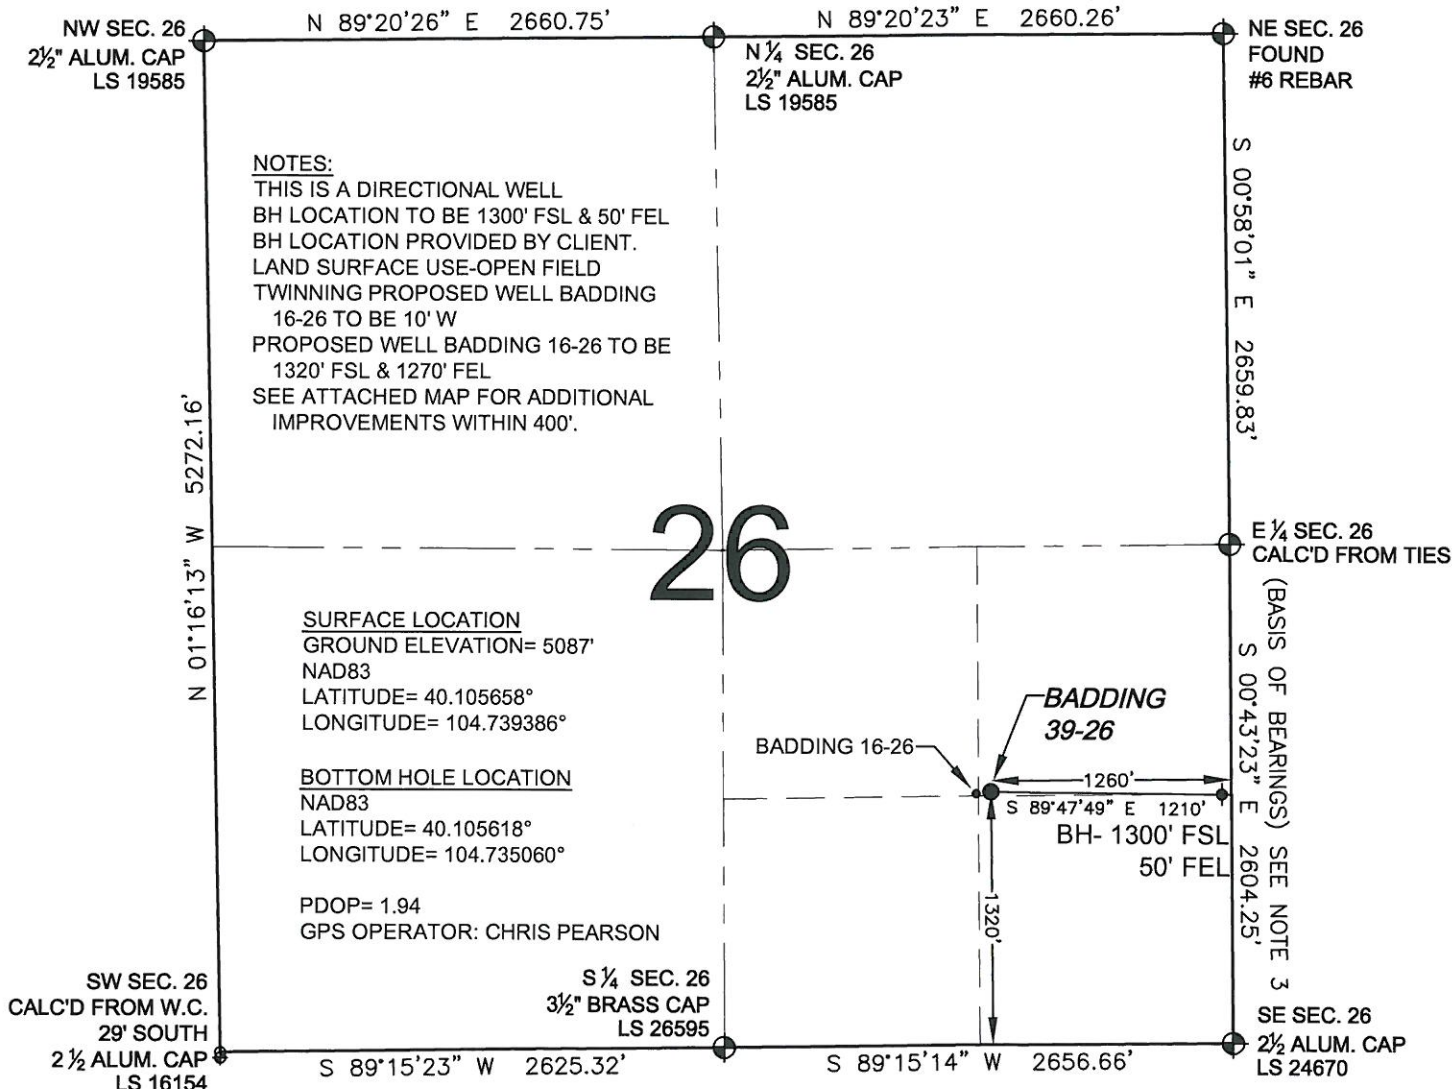 NW SEC. 26
2½" ALUM. CAP
LS 19585
N 89°20'26" E 2660.75'
N ¼ SEC. 26
2½" ALUM. CAP
LS 19585
N 89°20'23" E 2660.26'
NE SEC. 26
FOUND
#6 REBAR
NOTES:
THIS IS A DIRECTIONAL WELL
BH LOCATION TO BE 1300' FSL & 50' FEL
BH LOCATION PROVIDED BY CLIENT.
LAND SURFACE USE-OPEN FIELD
TWINNING PROPOSED WELL BADDING
16-26 TO BE 10' W
PROPOSED WELL BADDING 16-26 TO BE
1320' FSL & 1270' FEL
SEE ATTACHED MAP FOR ADDITIONAL
IMPROVEMENTS WITHIN 400'.
S 00°58'01" E 2659.83'
N 01°16'13" W 5272.16'
26
E ¼ SEC. 26
CALC'D FROM TIES
SURFACE LOCATION
GROUND ELEVATION= 5087'
NAD83
LATITUDE= 40.105658°
LONGITUDE= 104.739386°
BOTTOM HOLE LOCATION
NAD83
LATITUDE= 40.105618°
LONGITUDE= 104.735060°
PDOP= 1.94
GPS OPERATOR: CHRIS PEARSON
BADDING
39-26
BADDING 16-26
1260'
S 89°47'49" E 1210'
BH- 1300' FSL
50' FEL
1320'
S 00°43'23" E 2604.25'
(BASIS OF BEARINGS) SEE NOTE 3
SW SEC. 26
CALC'D FROM W.C.
29' SOUTH
2 ½ ALUM. CAP
LS 16154
S 89°15'23" W 2625.32'
S ¼ SEC. 26
3½" BRASS CAP
LS 26595
S 89°15'14" W 2656.66'
SE SEC. 26
2½ ALUM. CAP
LS 24670